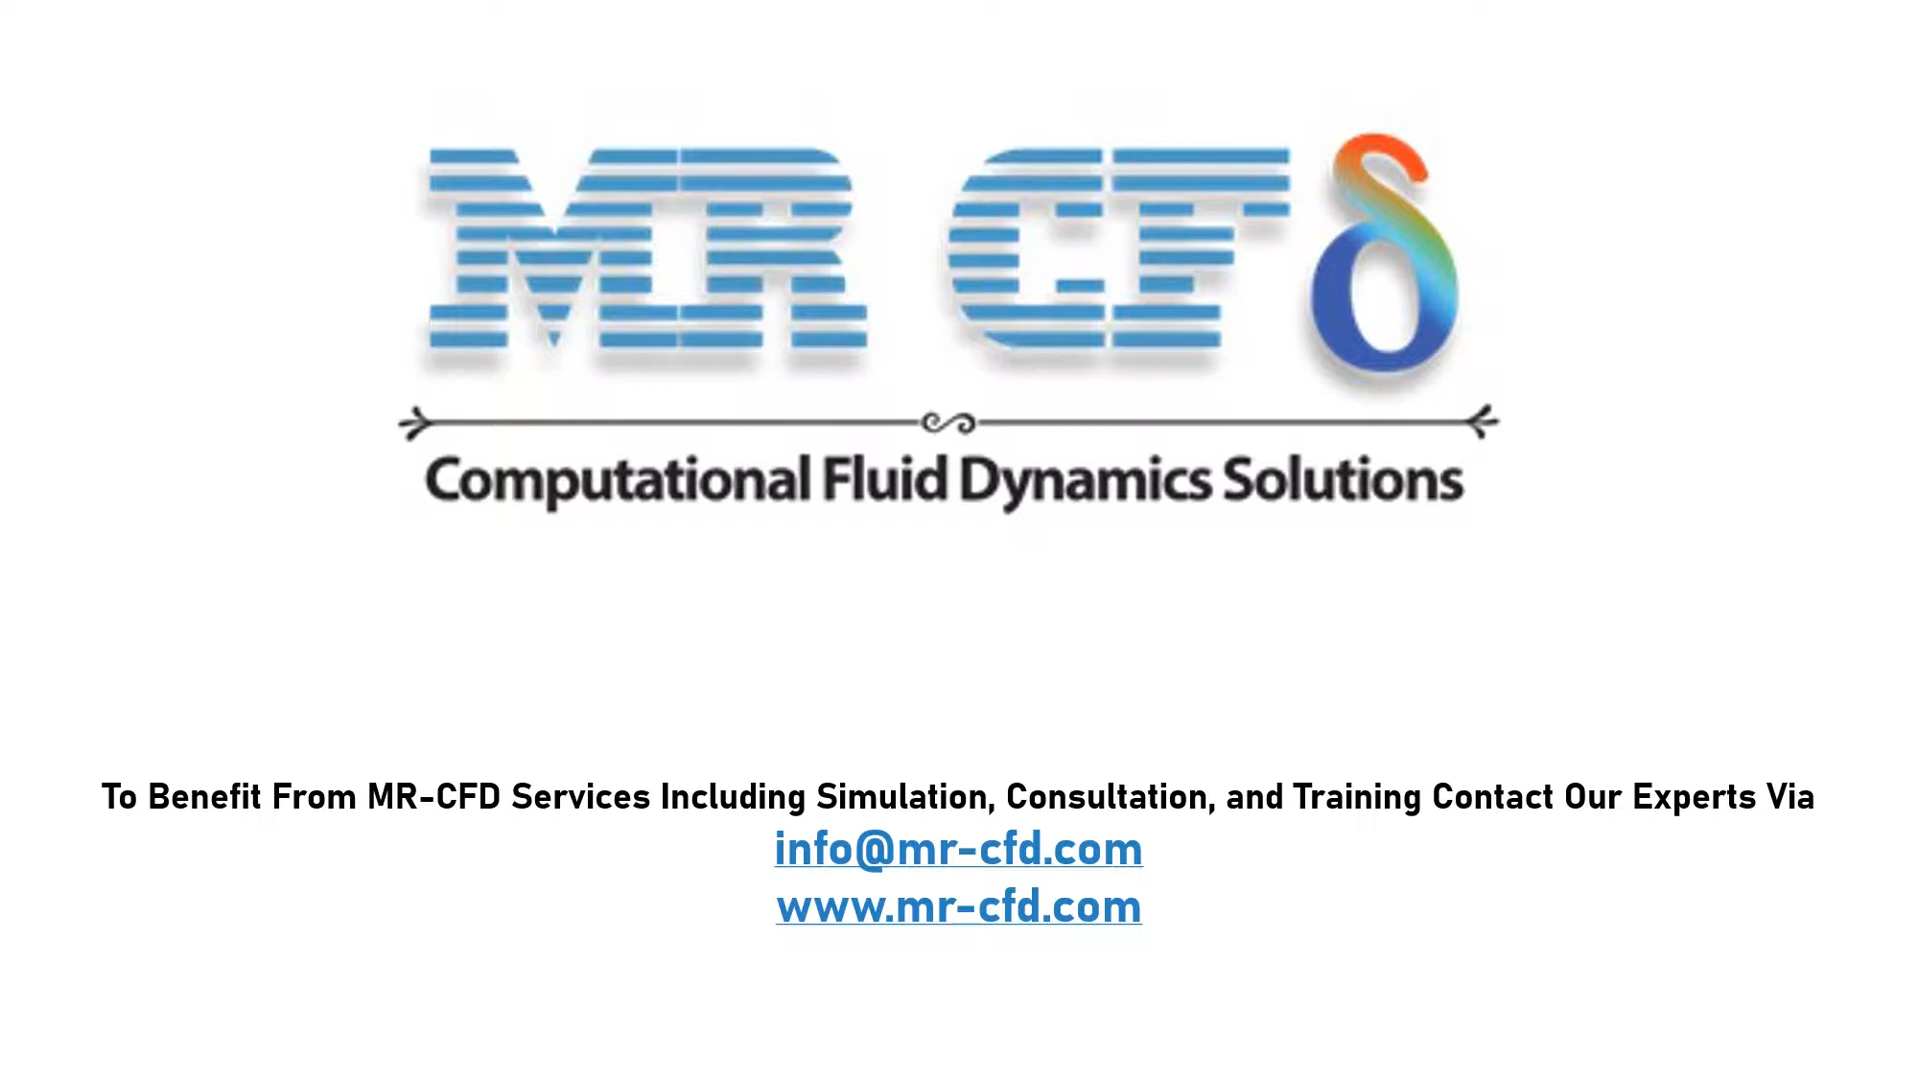 MR CFδ
Computational Fluid Dynamics Solutions
To Benefit From MR-CFD Services Including Simulation, Consultation, and Training Contact Our Experts Via
info@mr-cfd.com
www.mr-cfd.com